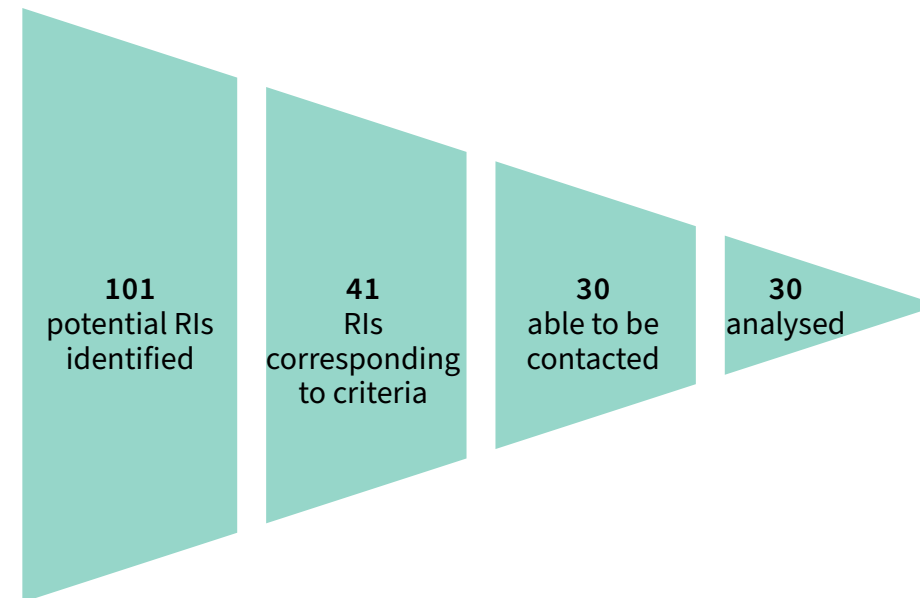 101
potential RIs
identified
41
RIs
corresponding
to criteria
30
able to be
contacted
30
analysed